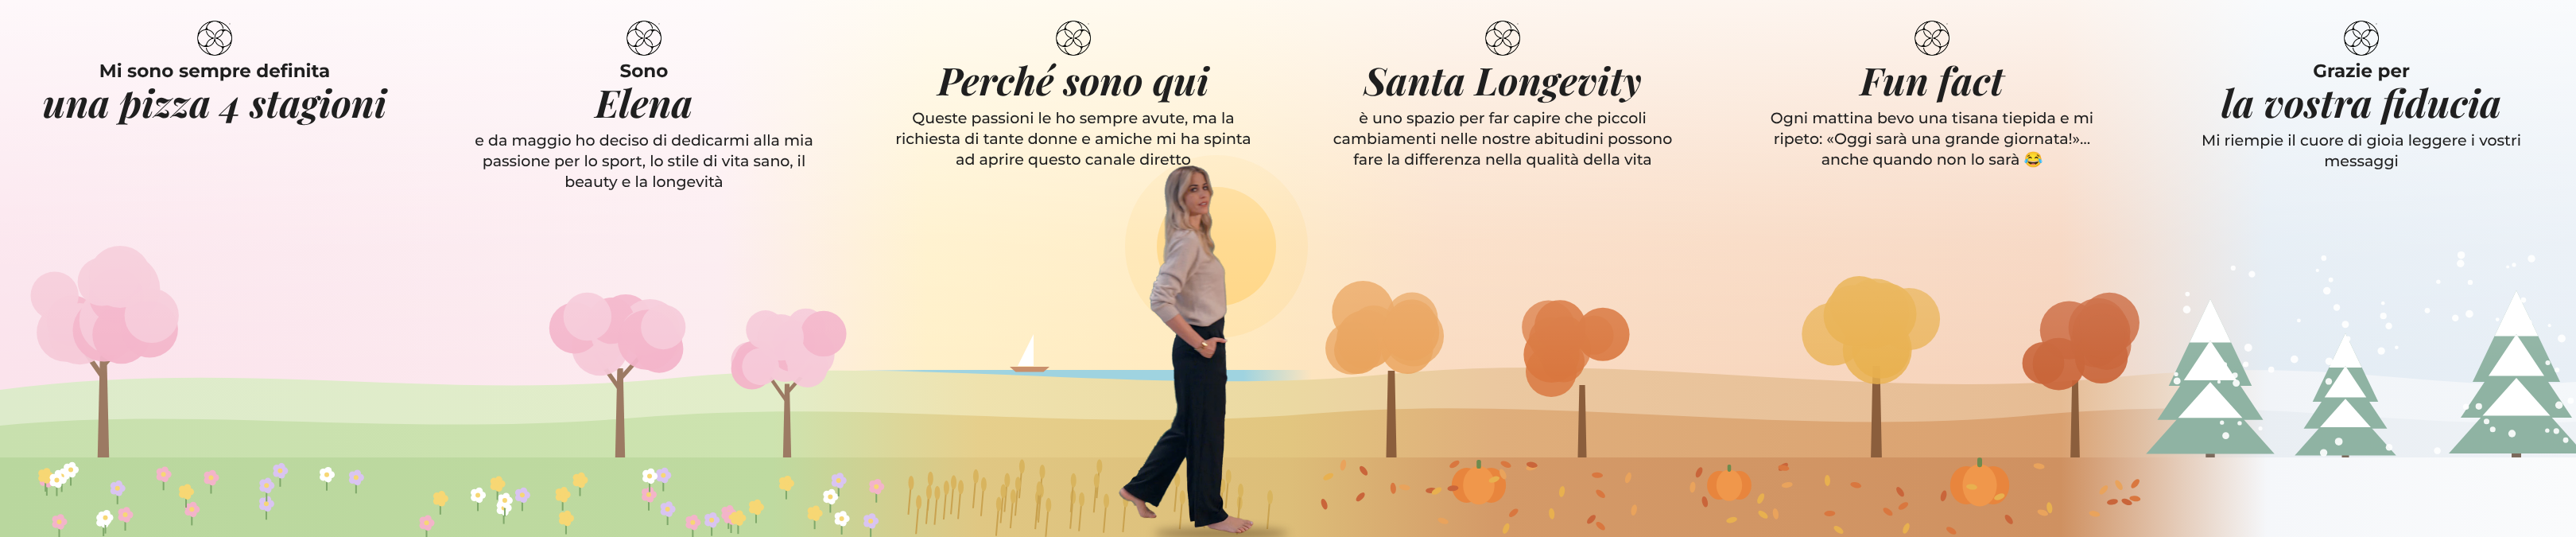 Mi sono sempre definita
una pizza 4 stagioni
Sono
Elena
e da maggio ho deciso di dedicarmi alla mia
passione per lo sport, lo stile di vita sano, il
beauty e la longevità
Perché sono qui
Queste passioni le ho sempre avute, ma la
richiesta di tante donne e amiche mi ha spinta
ad aprire questo canale diretto
Santa Longevity
è uno spazio per far capire che piccoli
cambiamenti nelle nostre abitudini possono
fare la differenza nella qualità della vita
Fun fact
Ogni mattina bevo una tisana tiepida e mi
ripeto: «Oggi sarà una grande giornata!»...
anche quando non lo sarà 😂
Grazie per
la vostra fiducia
Mi riempie il cuore di gioia leggere i vostri
messaggi